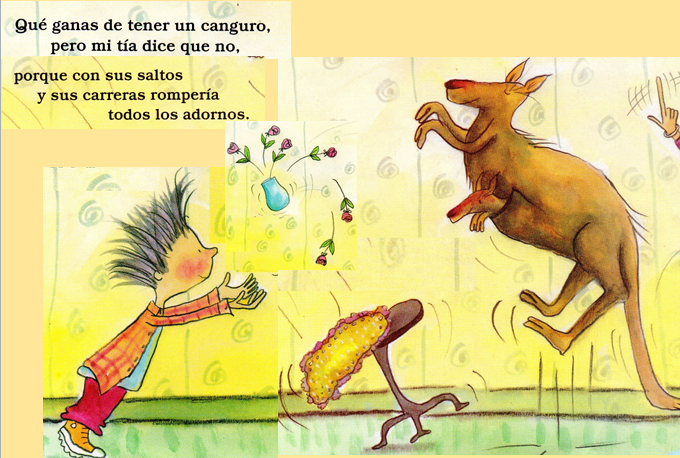 Qué ganas de tener un canguro,
pero mi tía dice que no,
porque con sus saltos
y sus carreras rompería
todos los adornos.